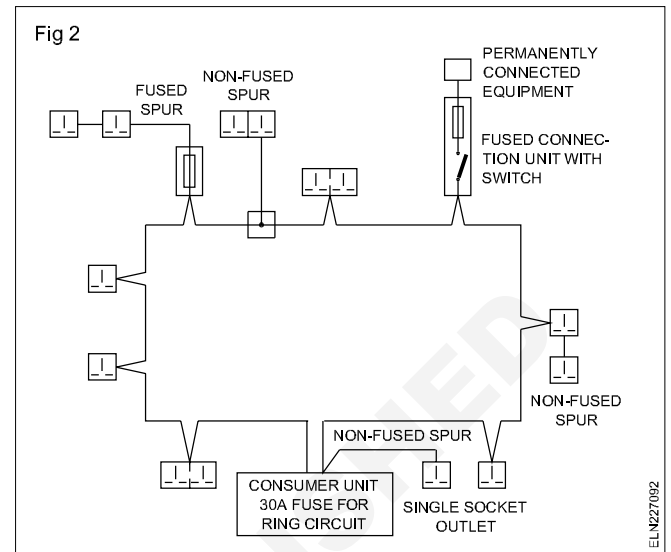 Fig 2
FUSED
SPUR
NON-FUSED
SPUR
PERMANENTLY
CONNECTED
EQUIPMENT
FUSED CONNEC-
TION UNIT WITH
SWITCH
NON-FUSED
SPUR
NON-FUSED SPUR
CONSUMER UNIT
30A FUSE FOR
RING CIRCUIT
SINGLE SOCKET
OUTLET
ELN227092
SHED